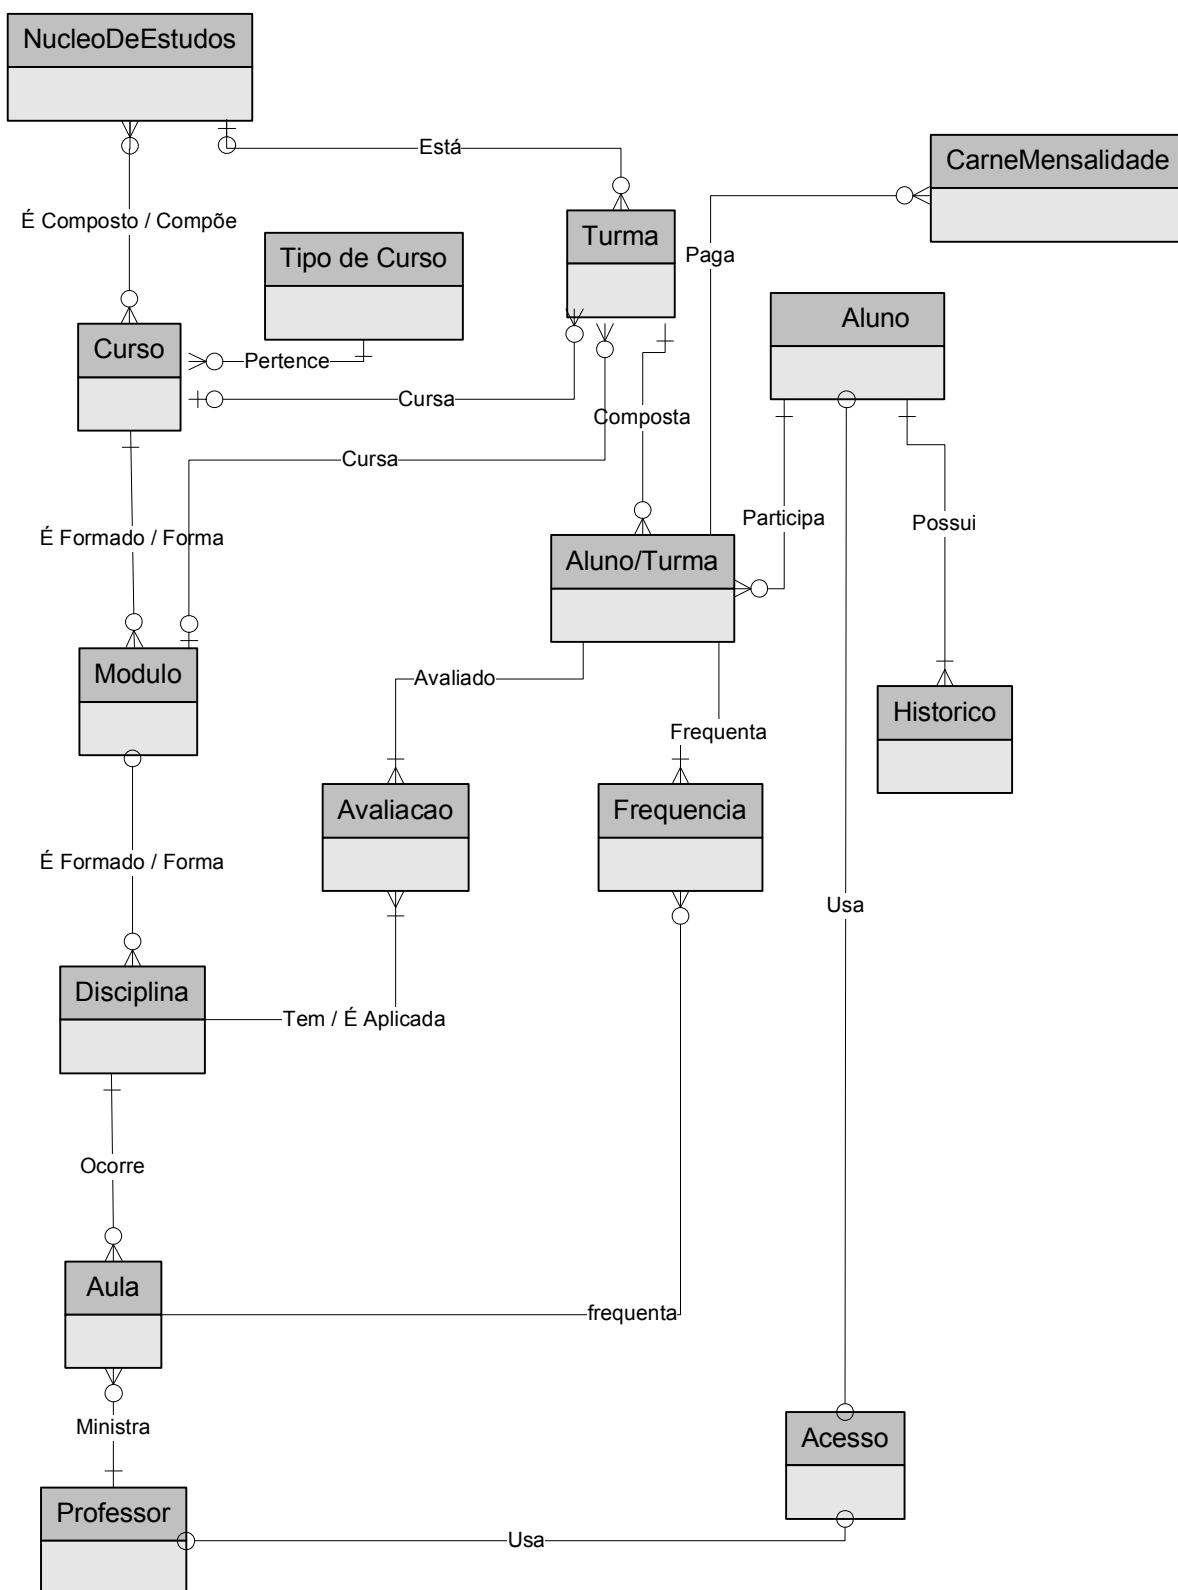 NucleoDeEstudos
Está
CarneMensalidade
É Composto / Compõe
Turma
Tipo de Curso
Paga
Aluno
Curso
Pertence
Cursa
Composta
Cursa
Participa
Possui
É Formado / Forma
Aluno/Turma
Modulo
Avaliado
Historico
Frequenta
Avaliacao
Frequencia
É Formado / Forma
Usa
Disciplina
Tem / É Aplicada
Ocorre
Aula
frequenta
Ministra
Acesso
Professor
Usa